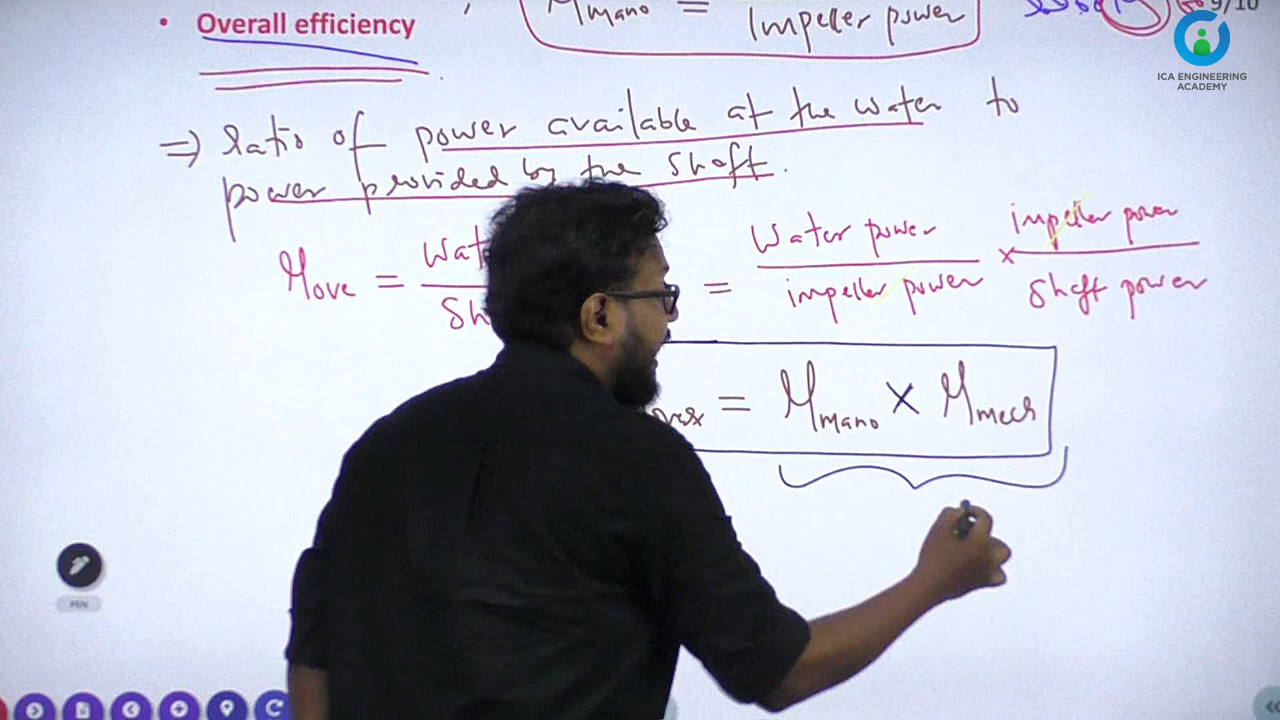 • Overall efficiency
ηmano =
Impeller power
9/10
ICA ENGINEERING
ACADEMY
⇒ Ratio of power available at the water to
power provided by the shaft.
ηove = Wat
Sh
= Water power / impeller power × impeller power / shaft power
= ηmano × ηmech
PEN